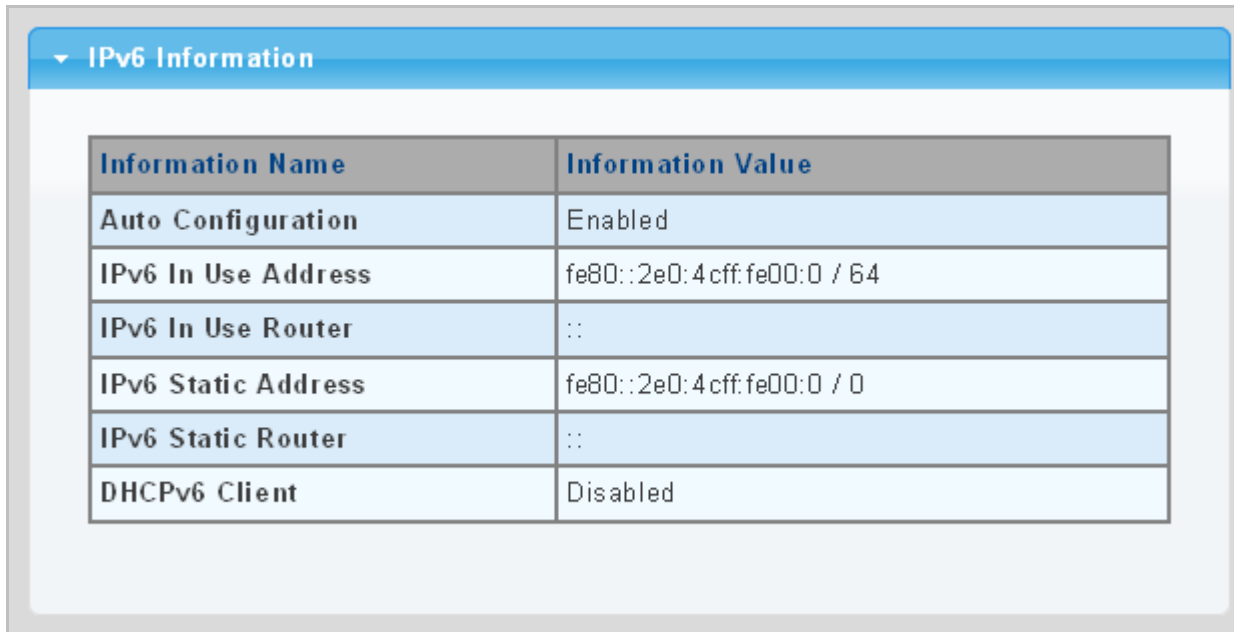 IPv6 Information
Information Name Information Value
Auto Configuration Enabled
IPv6 In Use Address fe80::2e0:4cff:fe00:0 / 64
IPv6 In Use Router ::
IPv6 Static Address fe80::2e0:4cff:fe00:0 / 0
IPv6 Static Router ::
DHCPv6 Client Disabled